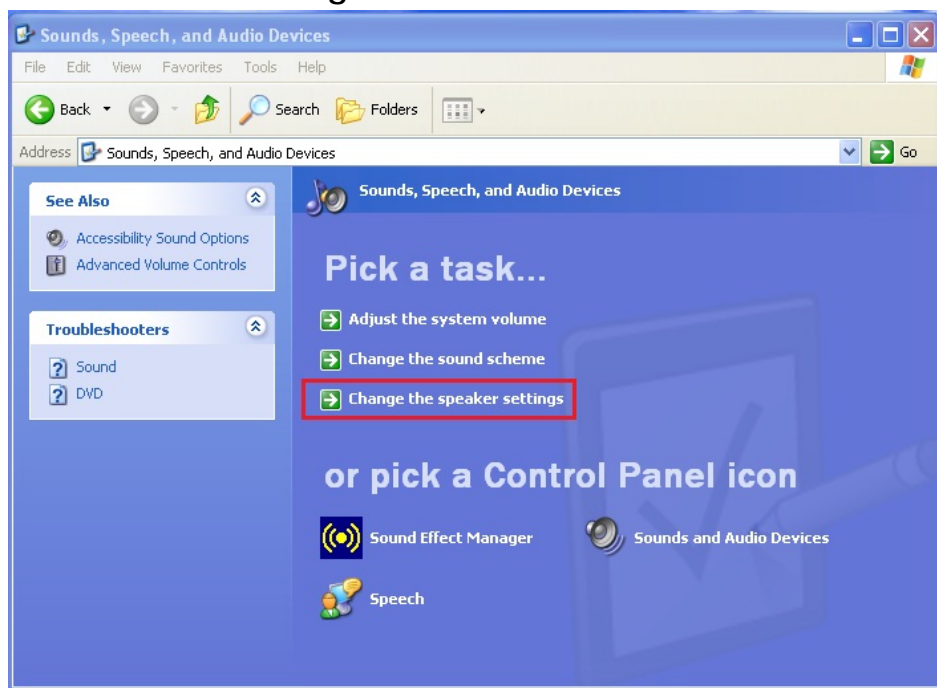 Sounds, Speech, and Audio Devices
File Edit View Favorites Tools Help
Back Search Folders
Address Sounds, Speech, and Audio Devices Go
See Also
Accessibility Sound Options
Advanced Volume Controls
Troubleshooters
Sound
DVD
Sounds, Speech, and Audio Devices
Pick a task...
Adjust the system volume
Change the sound scheme
Change the speaker settings
or pick a Control Panel icon
Sound Effect Manager Sounds and Audio Devices
Speech